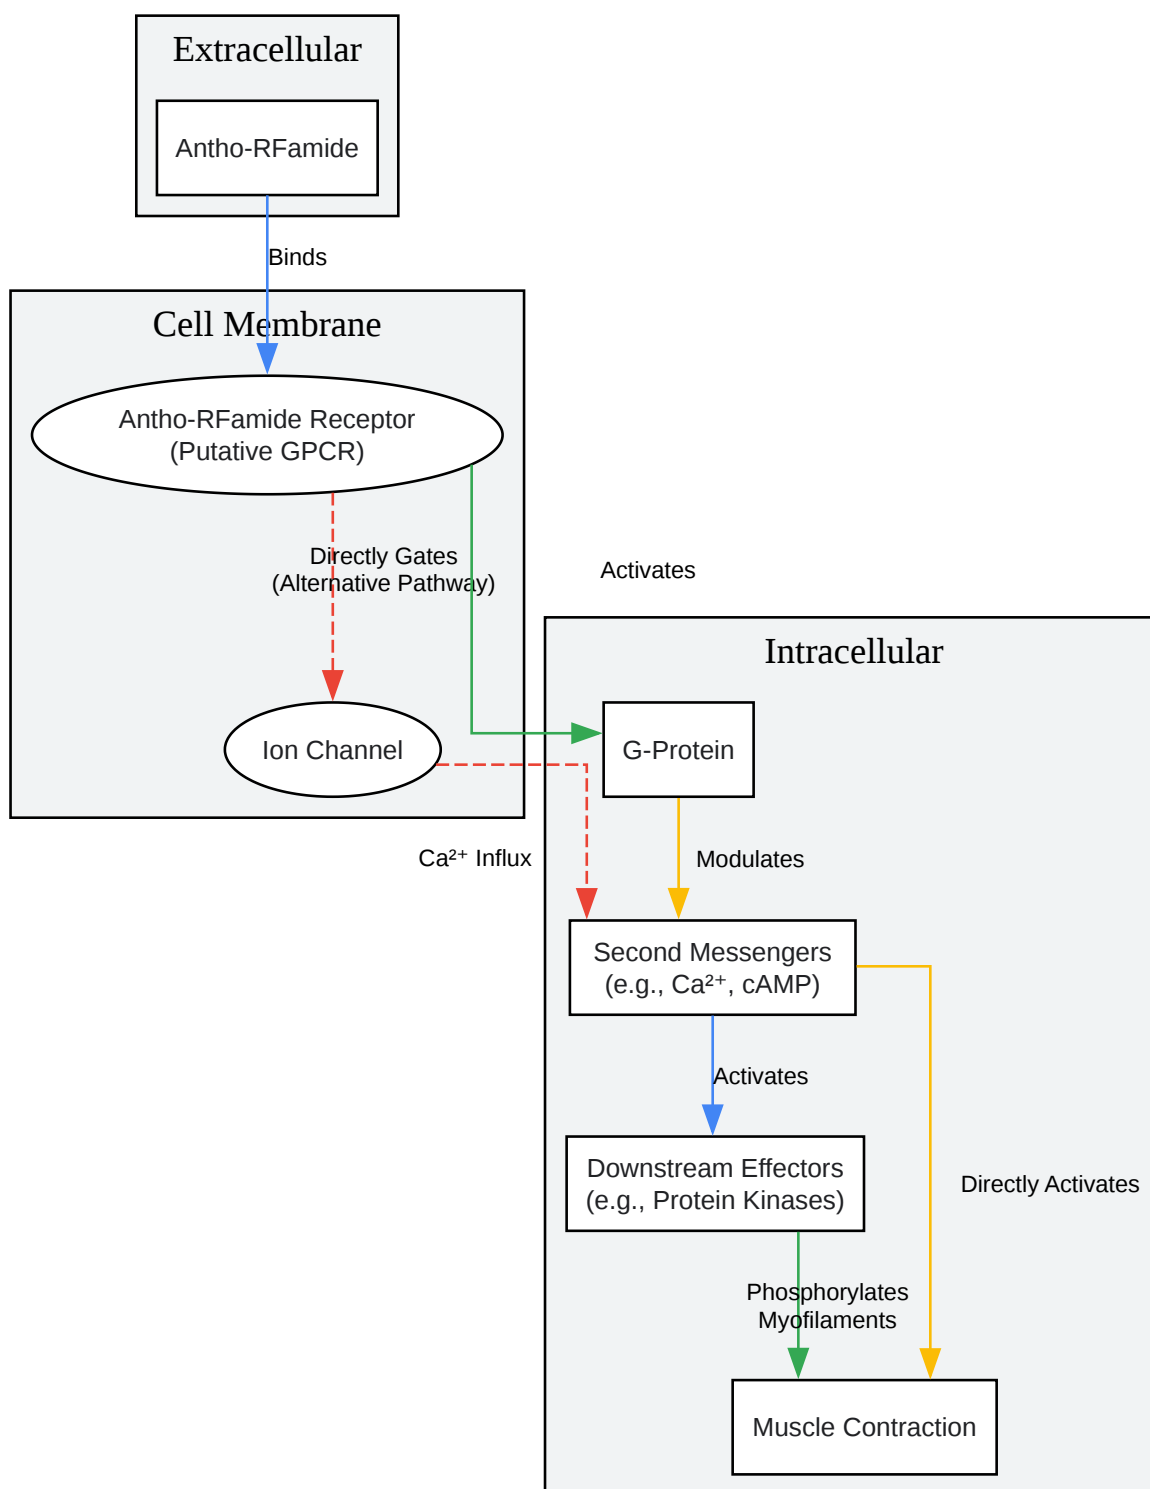 Extracellular
Antho-RFamide
Binds
Cell Membrane
Antho-RFamide Receptor
(Putative GPCR)
Directly Gates
(Alternative Pathway)
Activates
Intracellular
Ion Channel
G-Protein
Ca²⁺ Influx
Modulates
Second Messengers
(e.g., Ca²⁺, cAMP)
Activates
Downstream Effectors
(e.g., Protein Kinases)
Directly Activates
Phosphorylates
Myofilaments
Muscle Contraction